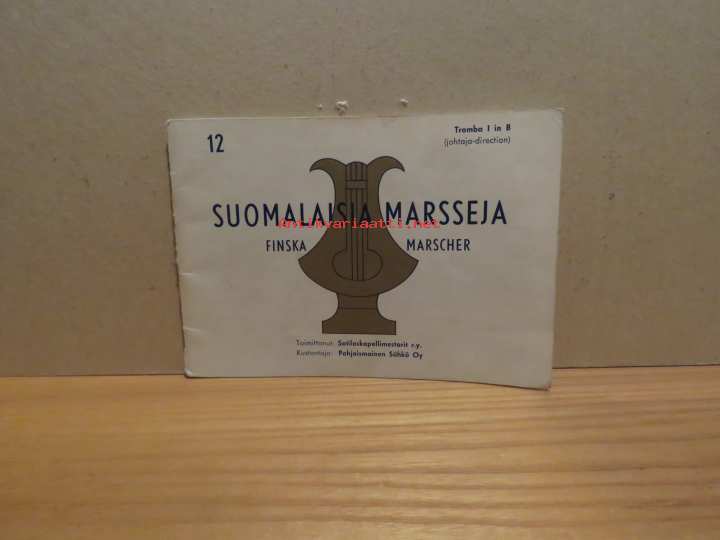 12
Tromba I in B
(johtaja-direction)
SUOMALAISIA MARSSEJA
Antikvariaatti.net
FINSKA MARSCHER
Toimittanut: Sotilaskapellimestarit r.y.
Kustantaja: Pohjoismainen Sähkö Oy